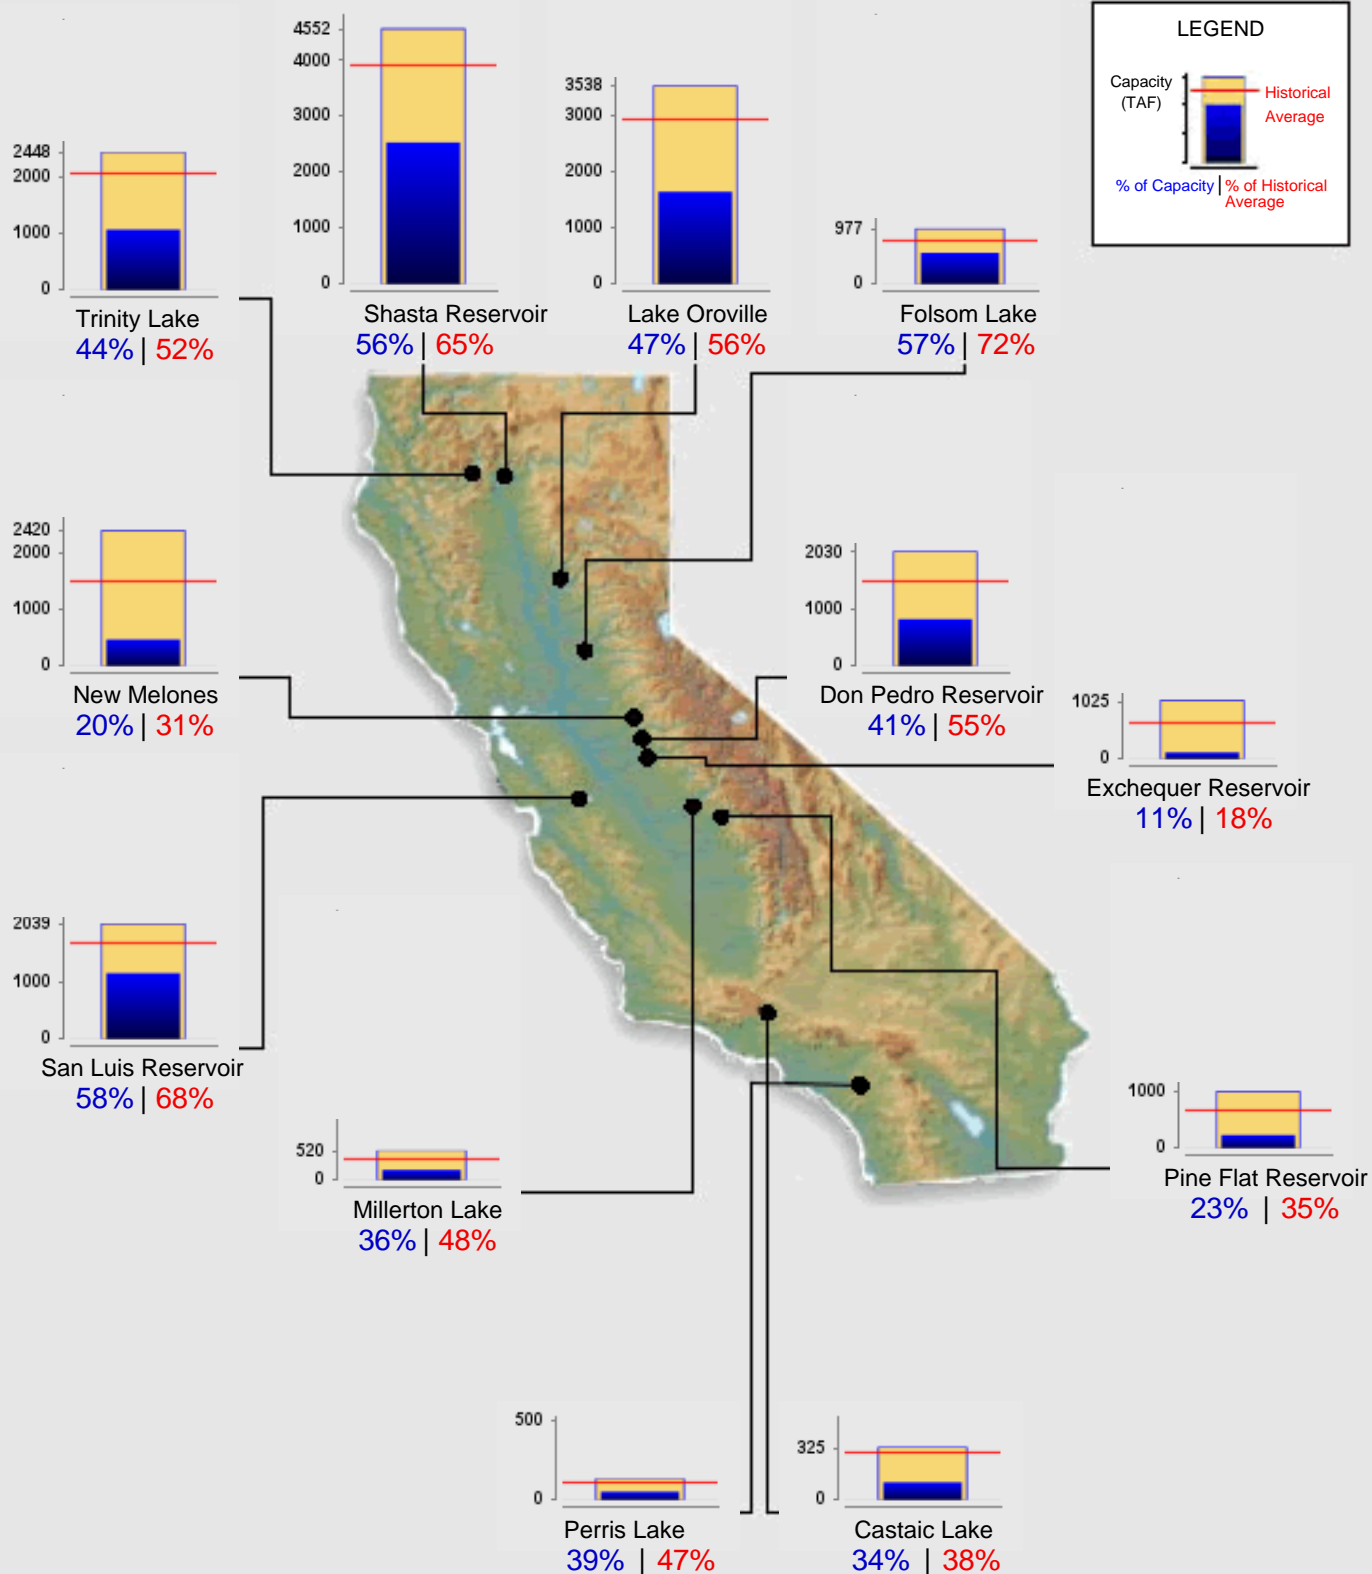 4552
4000
3000
2000
1000
0
Shasta Reservoir
56% | 65%
3538
3000
2000
1000
0
Lake Oroville
47% | 56%
LEGEND
Capacity
(TAF)
Historical
Average
% of Capacity | % of Historical
Average
2448
2000
1000
0
Trinity Lake
44% | 52%
977
0
Folsom Lake
57% | 72%
2420
2000
1000
0
New Melones
20% | 31%
2030
1000
0
Don Pedro Reservoir
41% | 55%
1025
0
Exchequer Reservoir
11% | 18%
2039
1000
0
San Luis Reservoir
58% | 68%
520
0
Millerton Lake
36% | 48%
1000
0
Pine Flat Reservoir
23% | 35%
500
0
Perris Lake
39% | 47%
325
0
Castaic Lake
34% | 38%